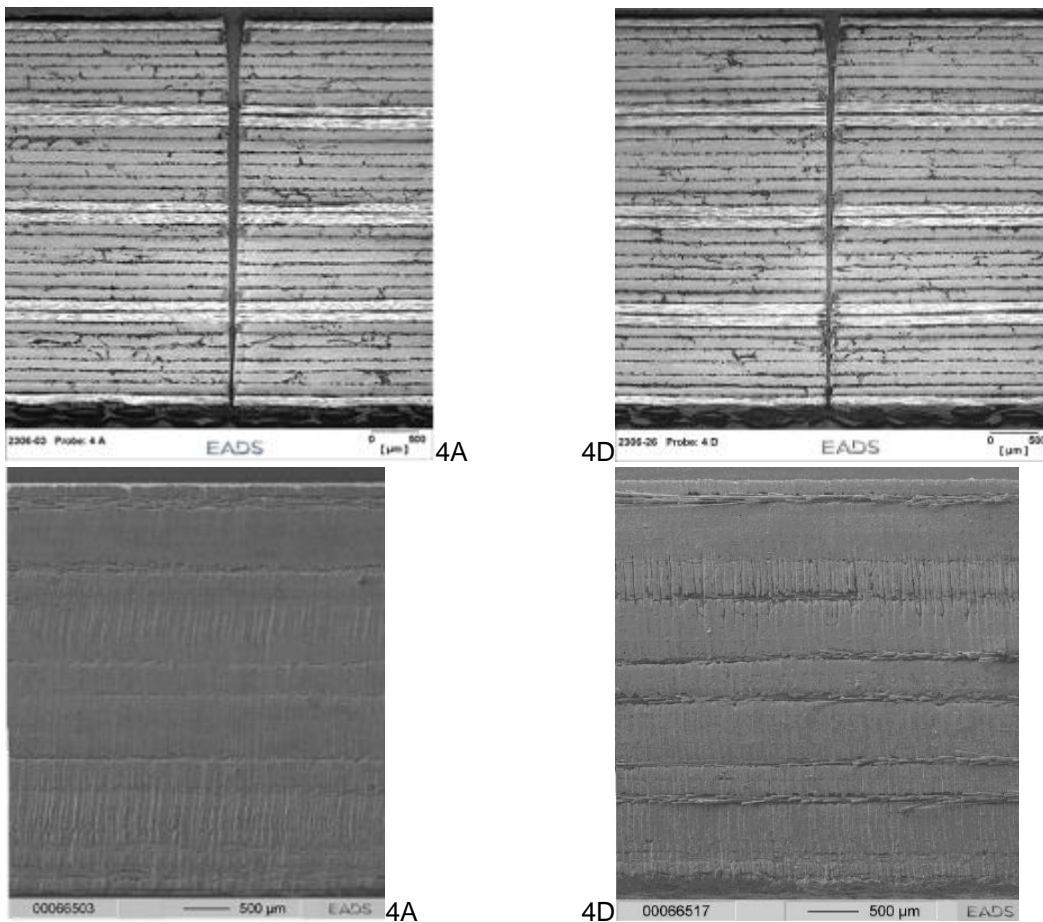 2306-03 Probe: 4 A EADS 0 500 [µm]
4A
2306-26 Probe: 4 D EADS 0 500 [µm]
4D
00066503 500 µm EADS
4A
00066517 500 µm EADS
4D